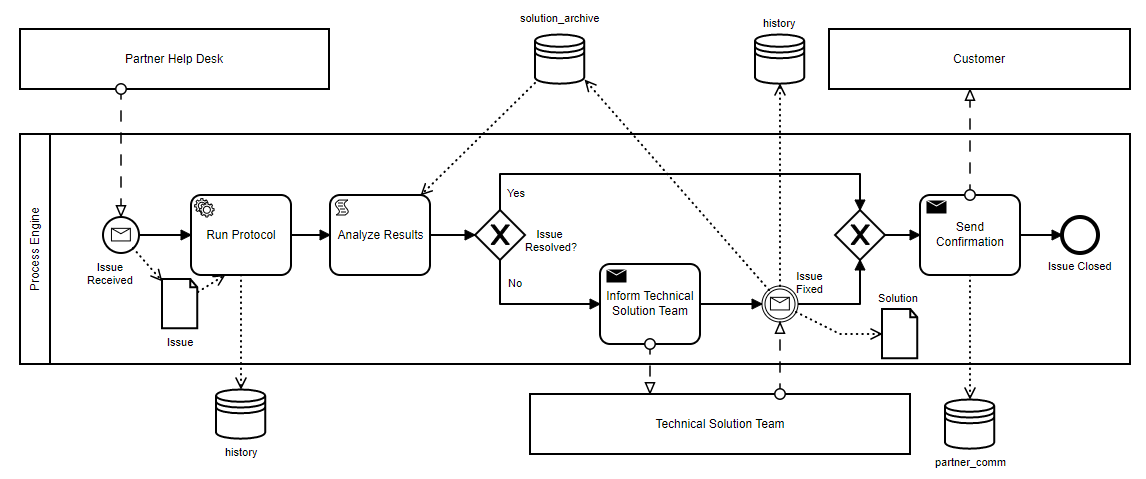 solution_archive
history
Partner Help Desk
Customer
Process Engine
Yes
Run Protocol
Analyze Results
Issue
Resolved?
Send
Confirmation
Issue
Received
Issue Closed
No
Inform Technical
Solution Team
Issue
Fixed
Solution
Issue
Technical Solution Team
history
partner_comm